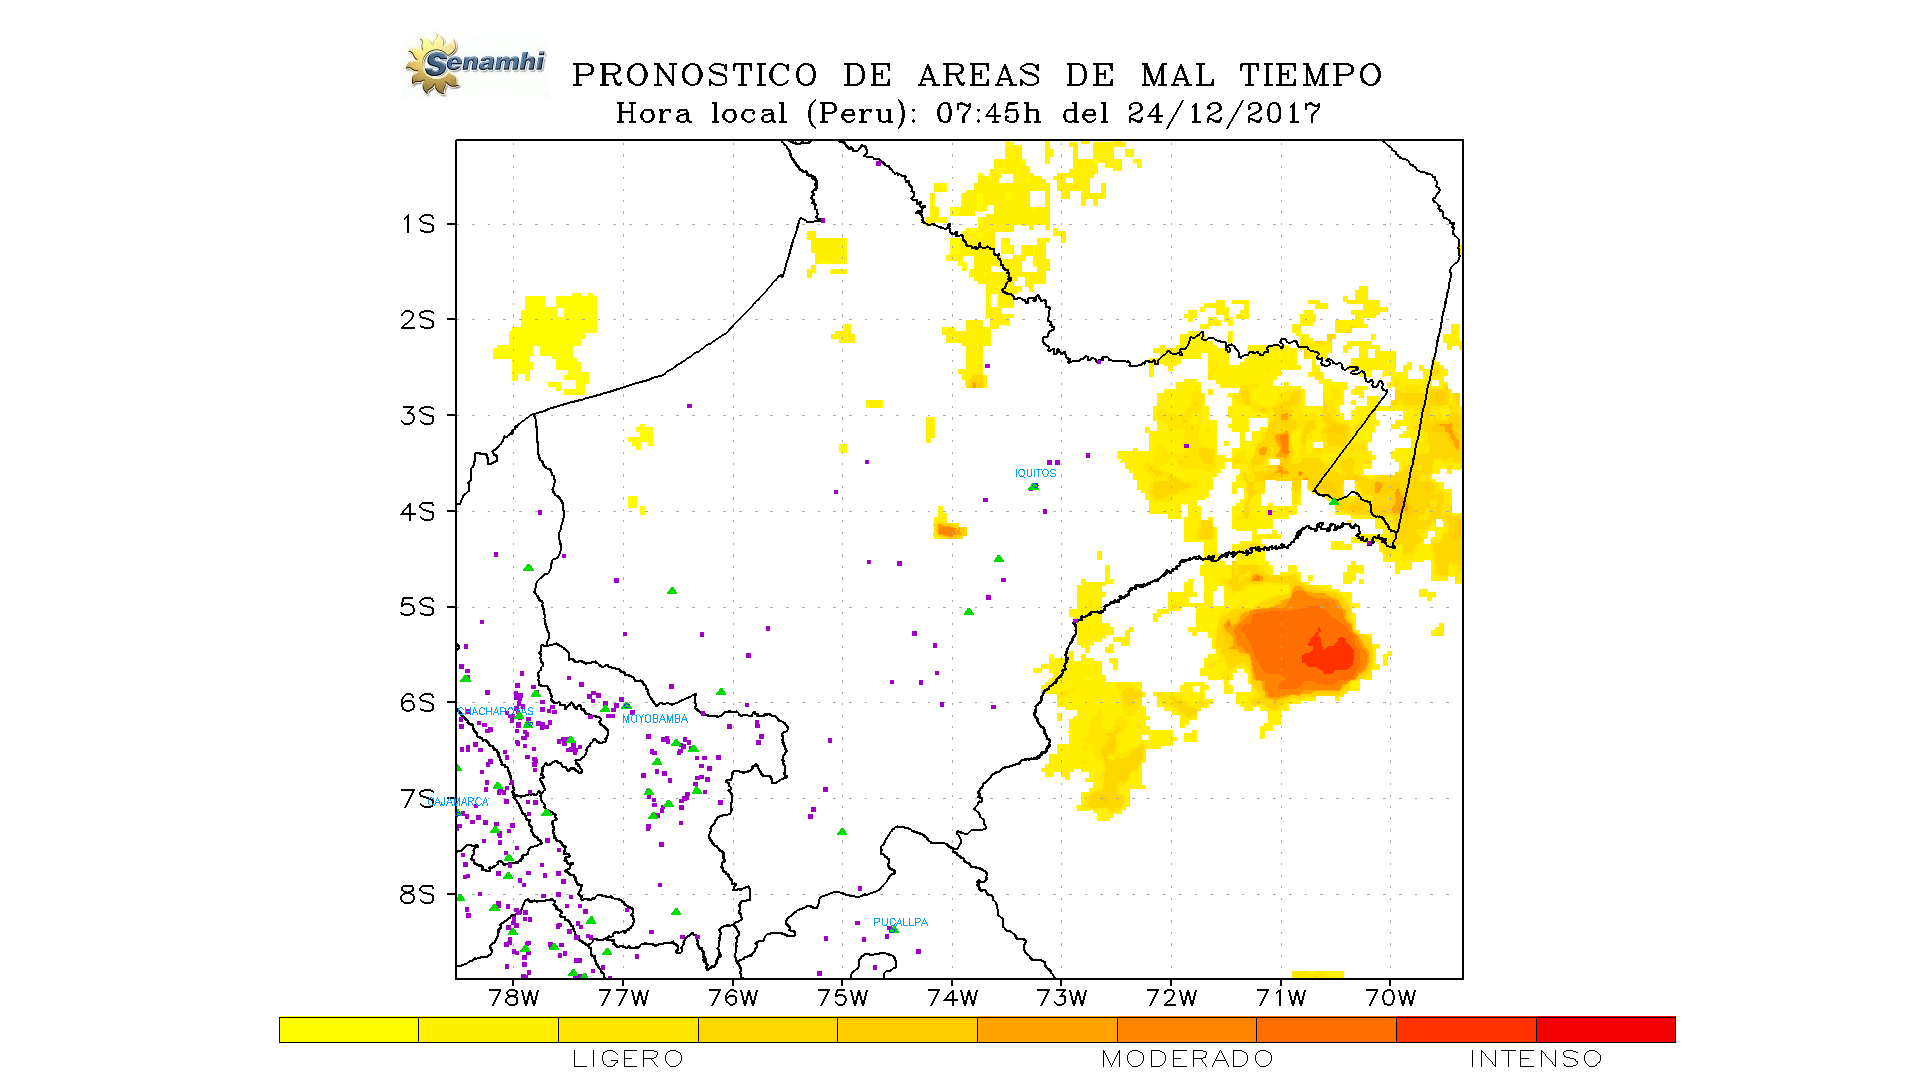 Senamhi
PRONOSTICO DE AREAS DE MAL TIEMPO
Hora local (Peru): 07:45h del 24/12/2017
1S
2S
3S
IQUITOS
4S
5S
6S
CHACHAPOYAS
MOYOBAMBA
7S
CAJAMARCA
8S
PUCALLPA
78W 77W 76W 75W 74W 73W 72W 71W 70W
LIGERO MODERADO INTENSO